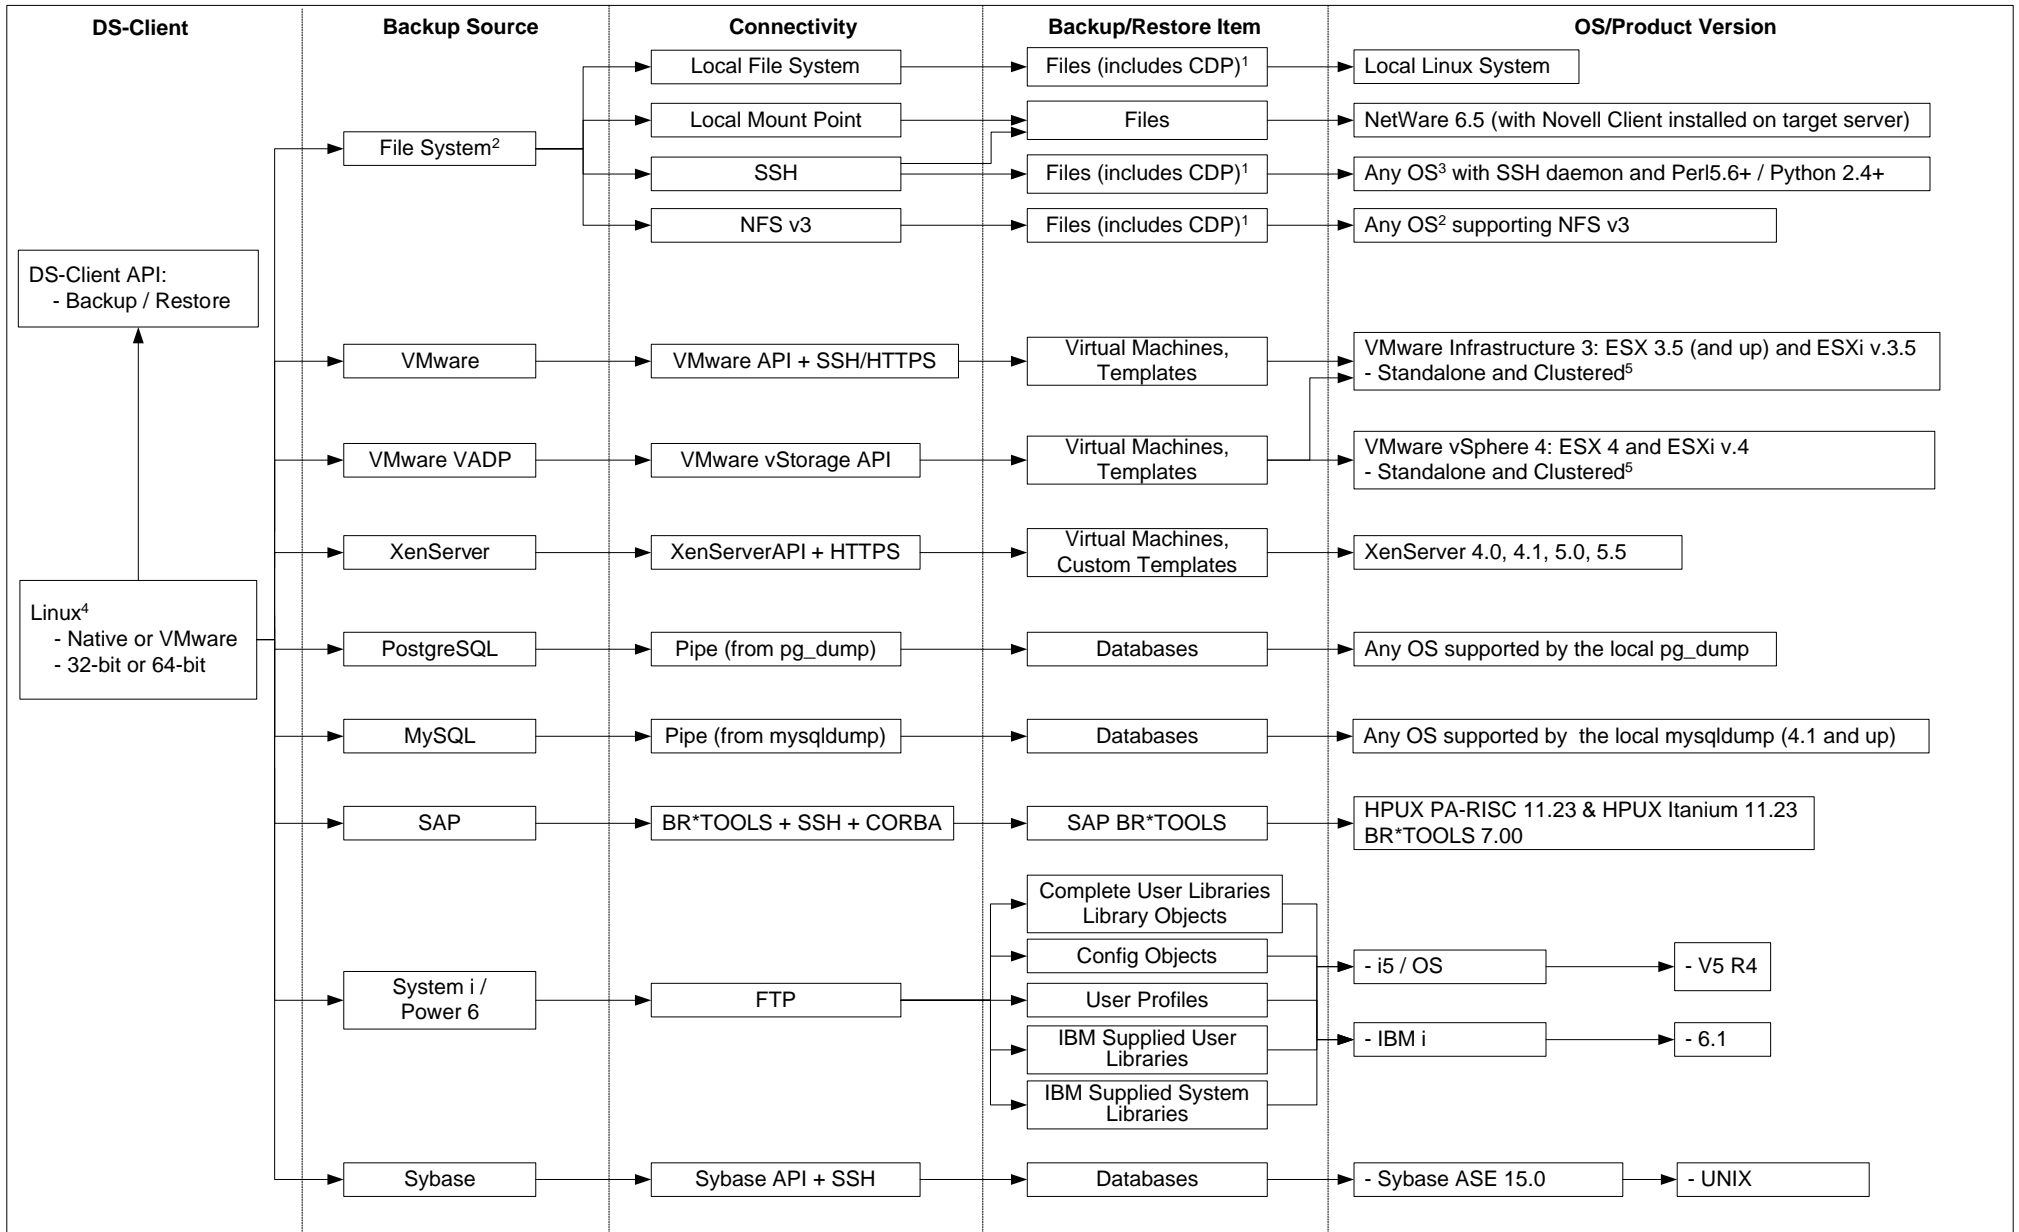 DS-Client
Backup Source
Connectivity
Backup/Restore Item
OS/Product Version
Local File System
Files (includes CDP)¹
Local Linux System
Local Mount Point
Files
NetWare 6.5 (with Novell Client installed on target server)
File System²
SSH
Files (includes CDP)¹
Any OS³ with SSH daemon and Perl5.6+ / Python 2.4+
NFS v3
Files (includes CDP)¹
Any OS² supporting NFS v3
DS-Client API:
- Backup / Restore
VMware
VMware API + SSH/HTTPS
Virtual Machines,
Templates
VMware Infrastructure 3: ESX 3.5 (and up) and ESXi v.3.5
- Standalone and Clustered⁵
VMware VADP
VMware vStorage API
Virtual Machines,
Templates
VMware vSphere 4: ESX 4 and ESXi v.4
- Standalone and Clustered⁵
XenServer
XenServerAPI + HTTPS
Virtual Machines,
Custom Templates
XenServer 4.0, 4.1, 5.0, 5.5
Linux⁴
- Native or VMware
- 32-bit or 64-bit
PostgreSQL
Pipe (from pg_dump)
Databases
Any OS supported by the local pg_dump
MySQL
Pipe (from mysqldump)
Databases
Any OS supported by  the local mysqldump (4.1 and up)
SAP
BR*TOOLS + SSH + CORBA
SAP BR*TOOLS
HPUX PA-RISC 11.23 & HPUX Itanium 11.23
BR*TOOLS 7.00
System i /
Power 6
FTP
Complete User Libraries
Library Objects
Config Objects
User Profiles
IBM Supplied User
Libraries
IBM Supplied System
Libraries
- i5 / OS
- V5 R4
- IBM i
- 6.1
Sybase
Sybase API + SSH
Databases
- Sybase ASE 15.0
- UNIX